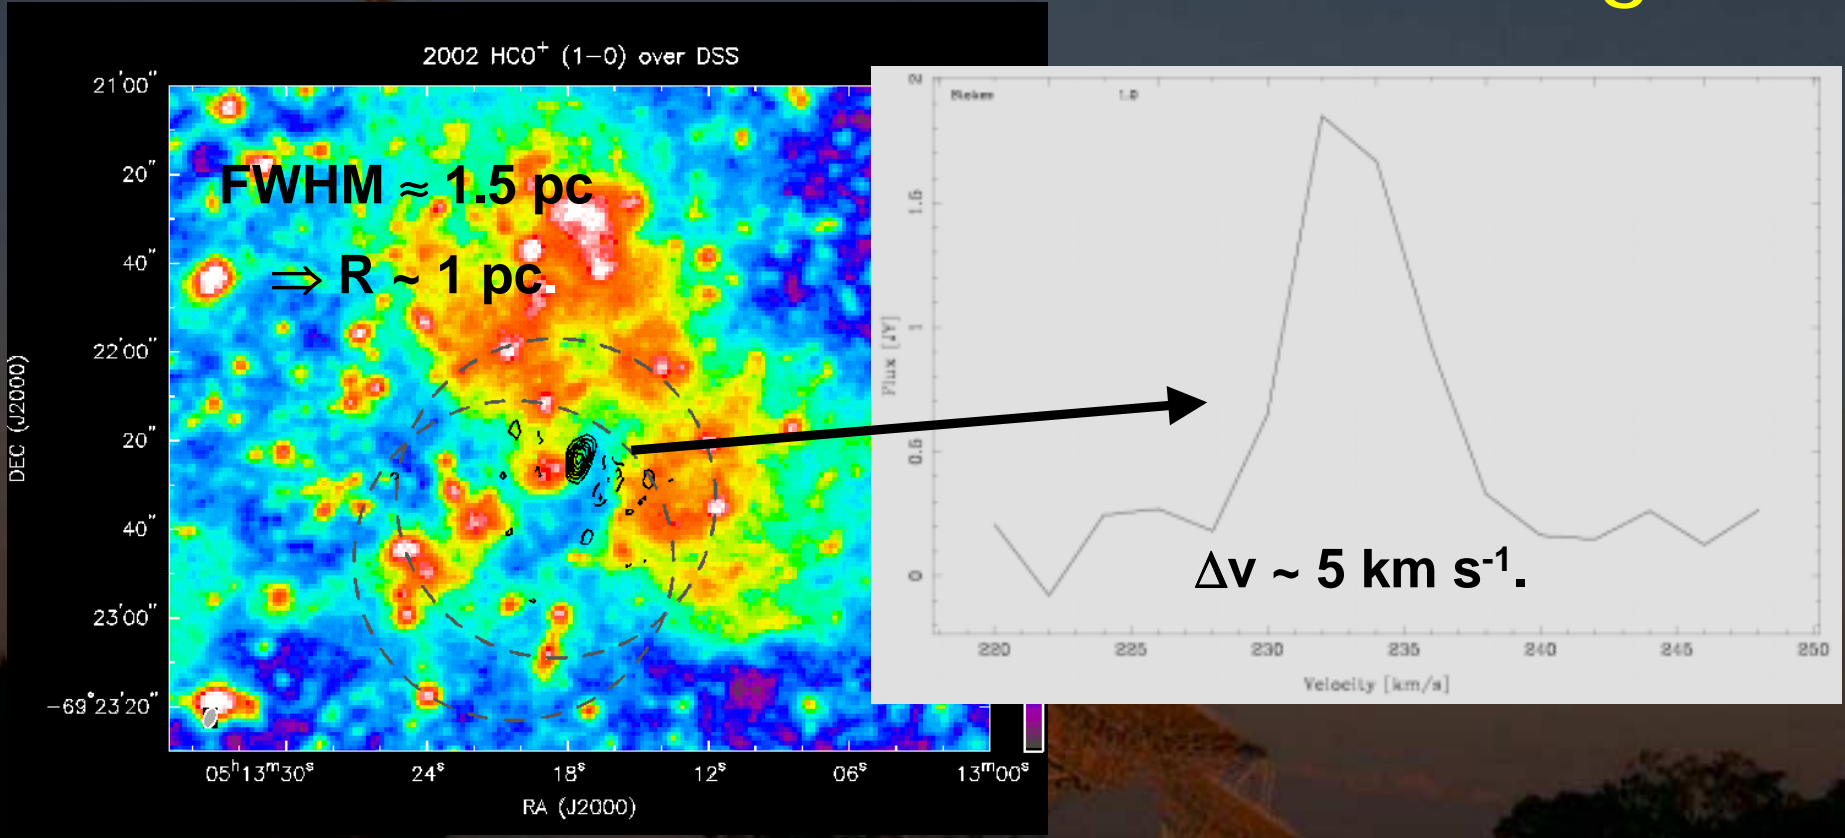 g
2002 HCO⁺ (1−0) over DSS
21'00"
20"
40"
22'00"
20"
40"
23'00"
−69°23'20"
DEC (J2000)
05ʰ13ᵐ30ˢ 24ˢ 18ˢ 12ˢ 06ˢ 13ᵐ00ˢ
RA (J2000)
FWHM ≈ 1.5 pc
⇒ R ~ 1 pc
Stokes 1.0
2
1.5
1
0.5
0
Flux [JY]
220 225 230 235 240 245 250
Velocity [km/s]
Δv ~ 5 km s⁻¹.